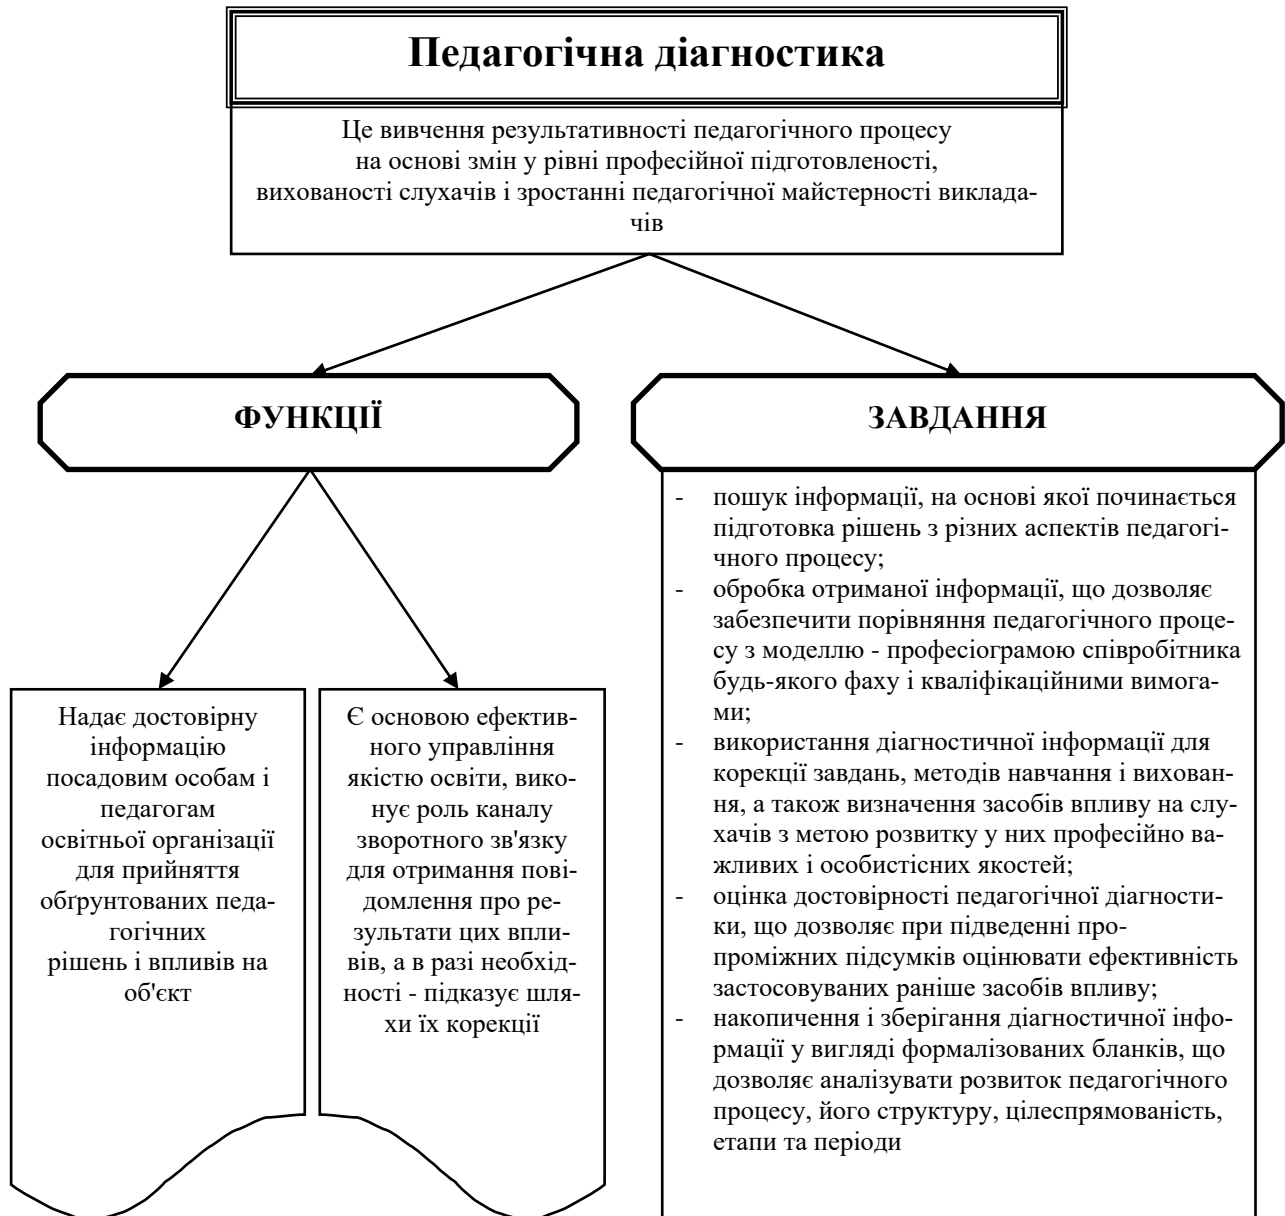 Педагогічна діагностика
Це вивчення результативності педагогічного процесу
на основі змін у рівні професійної підготовленості,
вихованості слухачів і зростанні педагогічної майстерності виклада-
чів
ФУНКЦІЇ
Надає достовірну
інформацію
посадовим особам і
педагогам
освітньої організації
для прийняття
обґрунтованих педа-
гогічних
рішень і впливів на
об'єкт
Є основою ефектив-
ного управління
якістю освіти, вико-
нує роль каналу
зворотного зв'язку
для отримання пові-
домлення про ре-
зультати цих впли-
вів, а в разі необхід-
ності - підказує шля-
хи їх корекції
ЗАВДАННЯ
- пошук інформації, на основі якої починається
підготовка рішень з різних аспектів педагогі-
чного процесу;
- обробка отриманої інформації, що дозволяє
забезпечити порівняння педагогічного проце-
су з моделлю - професіограмою співробітника
будь-якого фаху і кваліфікаційними вимога-
ми;
- використання діагностичної інформації для
корекції завдань, методів навчання і вихован-
ня, а також визначення засобів впливу на слу-
хачів з метою розвитку у них професійно ва-
жливих і особистісних якостей;
- оцінка достовірності педагогічної діагности-
ки, що дозволяє при підведенні про-
проміжних підсумків оцінювати ефективність
застосовуваних раніше засобів впливу;
- накопичення і зберігання діагностичної інфо-
рмації у вигляді формалізованих бланків, що
дозволяє аналізувати розвиток педагогічного
процесу, його структуру, цілеспрямованість,
етапи та періоди